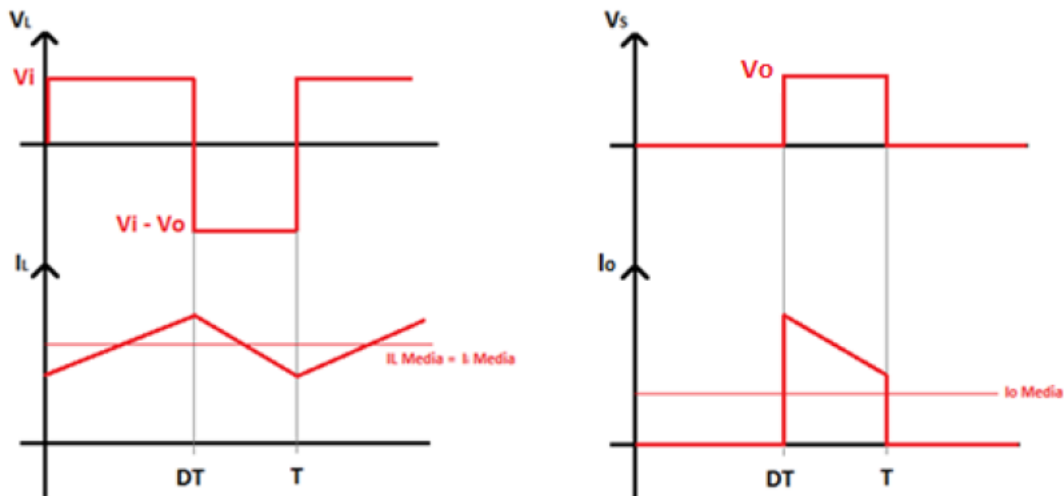 VL
Vi
Vi - Vo
IL
IL Media = Ii Media
DT
T
Vs
Vo
Io
Io Media
DT
T